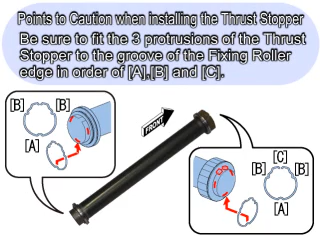 Points to Caution when installing the Thrust Stopper
Be sure to fit the 3 protrusions of the Thrust
Stopper to the groove of the Fixing Roller
edge in order of [A],[B] and [C].
[B] [B]
[A]
FRONT
[C]
[B] [B]
[A]